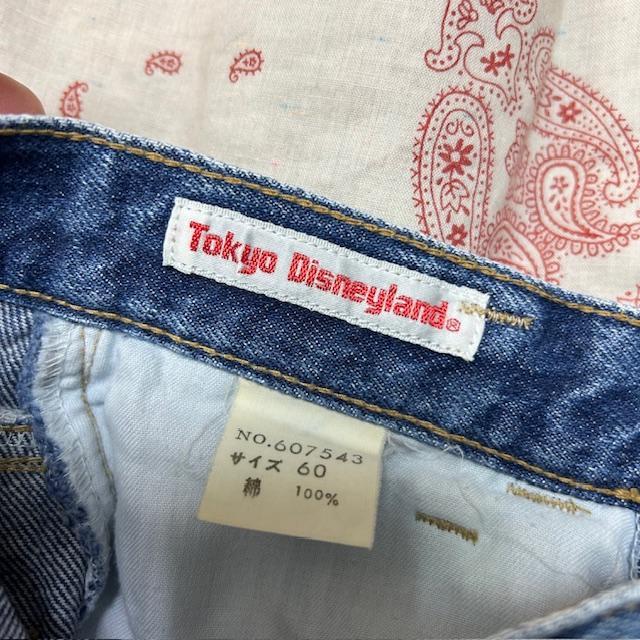 Tokyo Disneyland®
NO.607543
サイズ 60
綿 100%